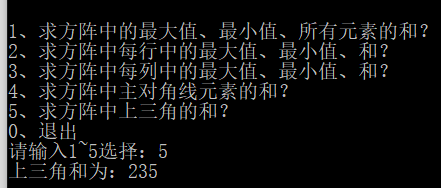 1、求方阵中的最大值、最小值、所有元素的和？
2、求方阵中每行中的最大值、最小值、和？
3、求方阵中每列中的最大值、最小值、和？
4、求方阵中主对角线元素的和？
5、求方阵中上三角的和？
0、退出
请输入1~5选择：5
上三角和为：235